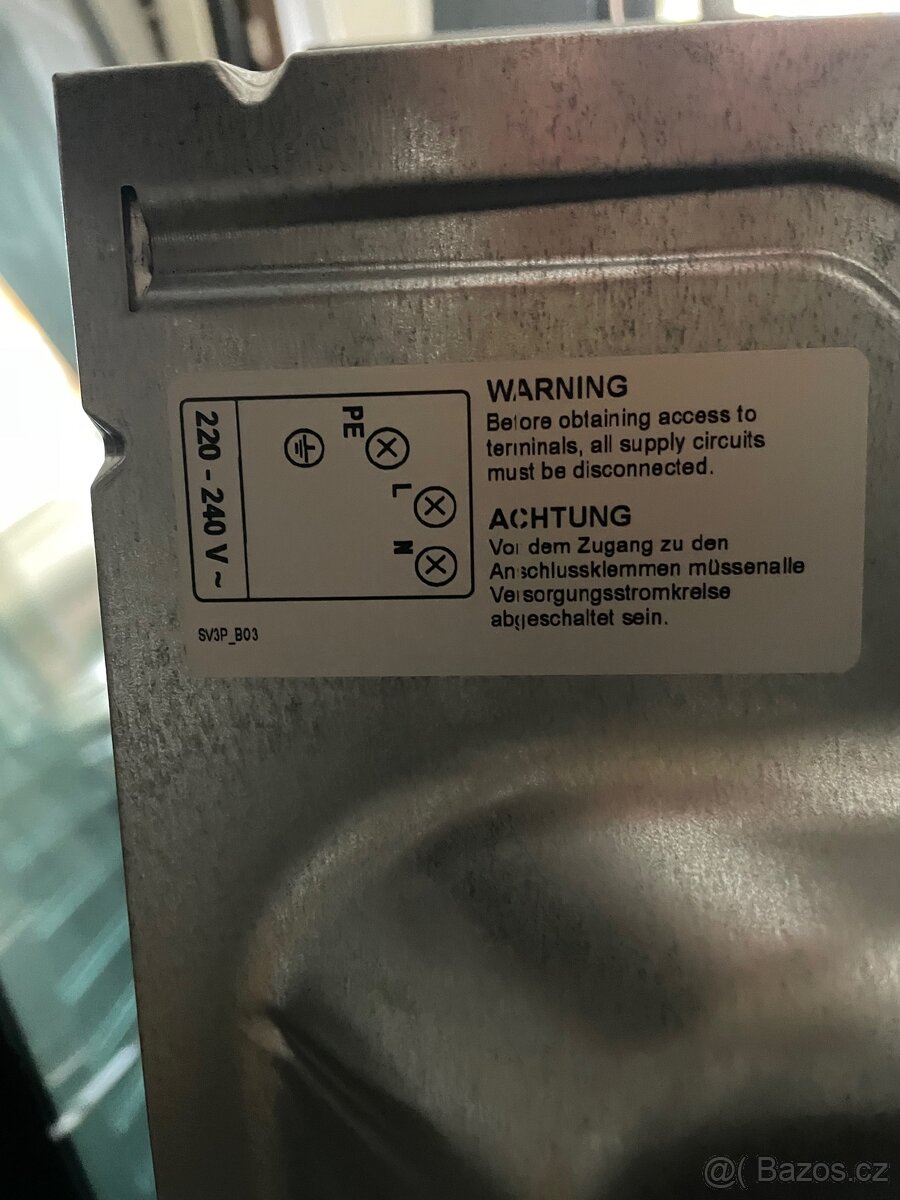 220 - 240 V ~
PE
L
N
SV3P_B03
WARNING
Before obtaining access to
terminals, all supply circuits
must be disconnected.
ACHTUNG
Vor dem Zugang zu den
Anschlussklemmen müssenalle
Versorgungsstromkreise
abgeschaltet sein.
@( Bazos.cz